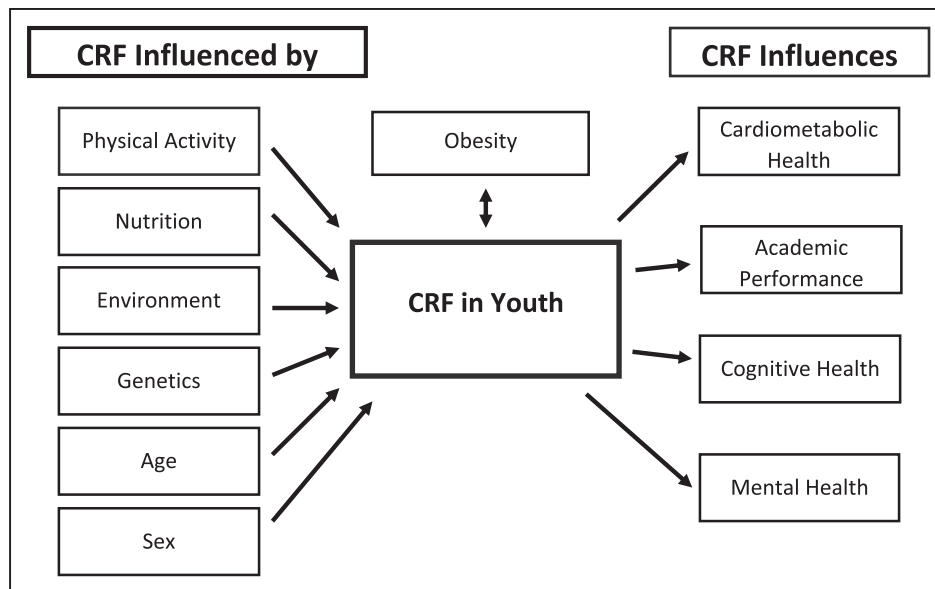 CRF Influenced by
CRF Influences
Physical Activity
Nutrition
Environment
Genetics
Age
Sex
Obesity
CRF in Youth
Cardiometabolic
Health
Academic
Performance
Cognitive Health
Mental Health